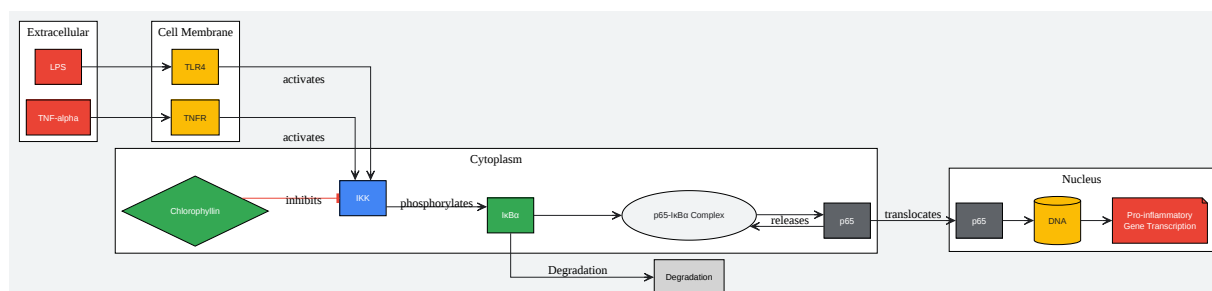 Extracellular
Cell Membrane
LPS
TLR4
activates
TNF-alpha
TNFR
activates
Cytoplasm
Nucleus
Chlorophyllin
inhibits
IKK
phosphorylates
IκBα
p65-IκBα Complex
releases
p65
translocates
p65
DNA
Pro-inflammatory
Gene Transcription
Degradation
Degradation